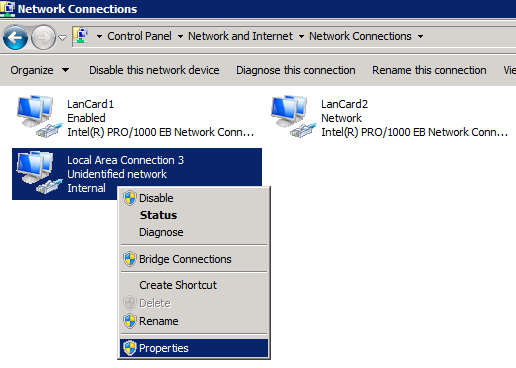 Network Connections
Control Panel Network and Internet Network Connections
Organize Disable this network device Diagnose this connection Rename this connection
LanCard1
Enabled
Intel(R) PRO/1000 EB Network Conn...
LanCard2
Network
Intel(R) PRO/1000 EB Network Conn...
Local Area Connection 3
Unidentified network
Internal
Disable
Status
Diagnose
Bridge Connections
Create Shortcut
Delete
Rename
Properties